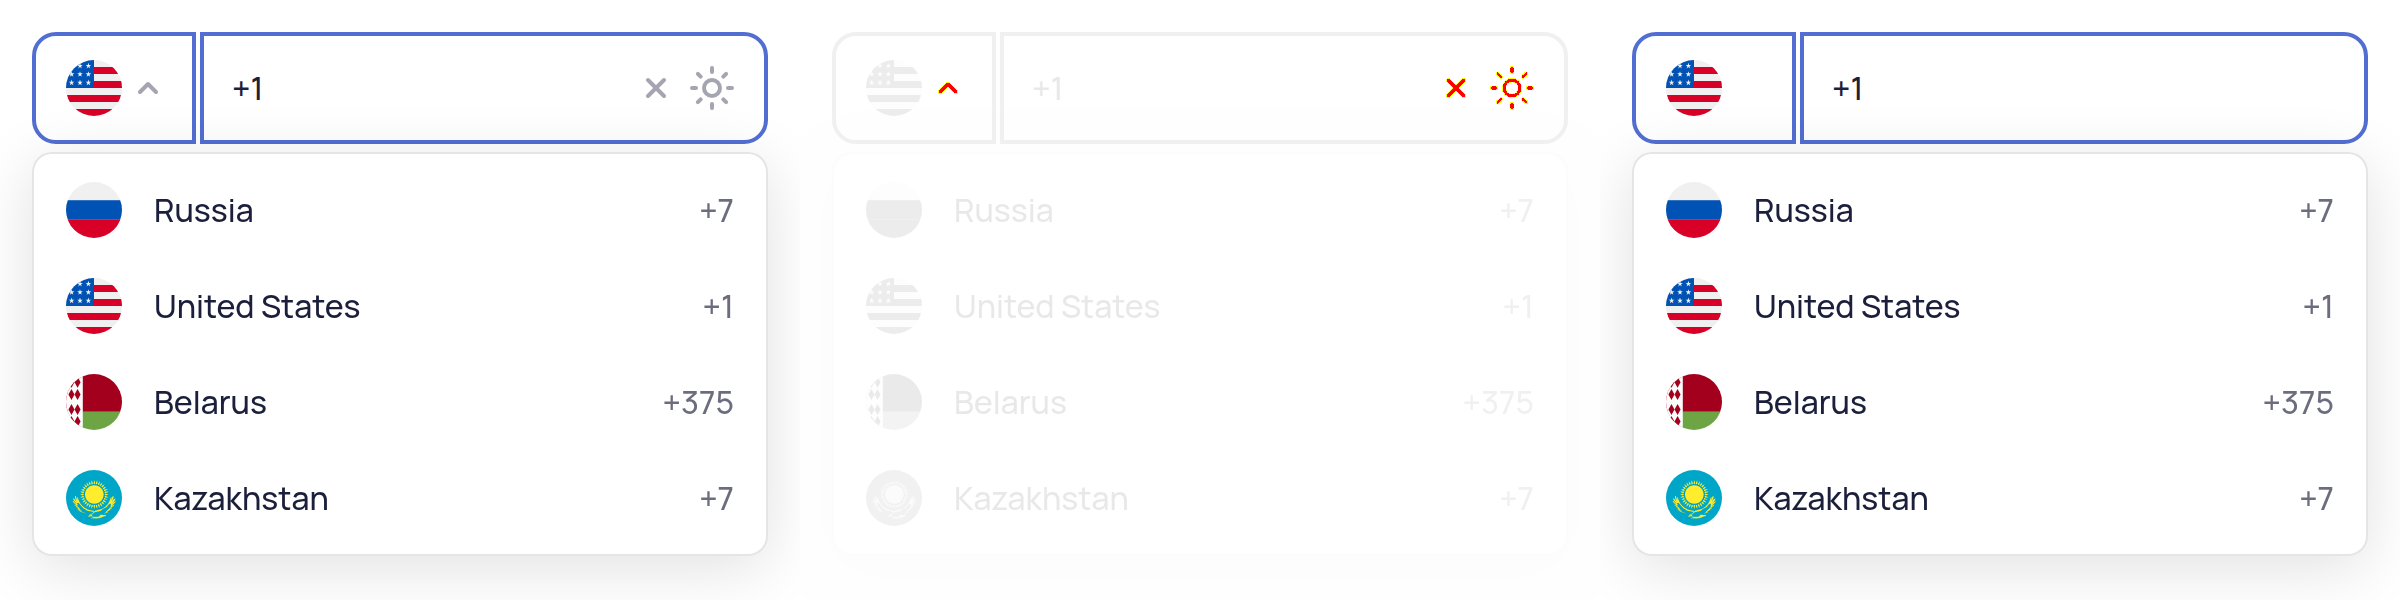 +1
Russia +7
United States +1
Belarus +375
Kazakhstan +7
+1
Russia +7
United States +1
Belarus +375
Kazakhstan +7
+1
Russia +7
United States +1
Belarus +375
Kazakhstan +7